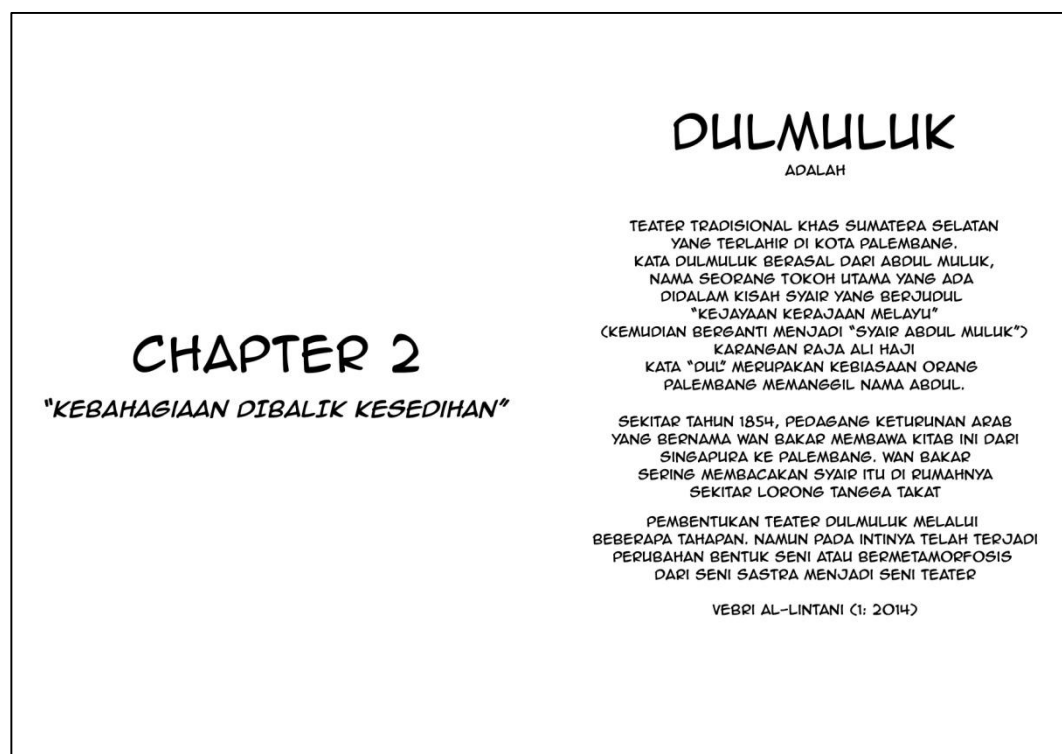 CHAPTER 2
"KEBAHAGIAAN DIBALIK KESEDIHAN"
DULMULUK
ADALAH
TEATER TRADISIONAL KHAS SUMATERA SELATAN
YANG TERLAHIR DI KOTA PALEMBANG.
KATA DULMULUK BERASAL DARI ABDUL MULUK,
NAMA SEORANG TOKOH UTAMA YANG ADA
DIDALAM KISAH SYAIR YANG BERJUDUL
"KEJAYAAN KERAJAAN MELAYU"
(KEMUDIAN BERGANTI MENJADI "SYAIR ABDUL MULUK")
KARANGAN RAJA ALI HAJI
KATA "DUL" MERUPAKAN KEBIASAAN ORANG
PALEMBANG MEMANGGIL NAMA ABDUL.
SEKITAR TAHUN 1854, PEDAGANG KETURUNAN ARAB
YANG BERNAMA WAN BAKAR MEMBAWA KITAB INI DARI
SINGAPURA KE PALEMBANG. WAN BAKAR
SERING MEMBACAKAN SYAIR ITU DI RUMAHNYA
SEKITAR LORONG TANGGA TAKAT
PEMBENTUKAN TEATER DULMULUK MELALUI
BEBERAPA TAHAPAN. NAMUN PADA INTINYA TELAH TERJADI
PERUBAHAN BENTUK SENI ATAU BERMETAMORFOSIS
DARI SENI SASTRA MENJADI SENI TEATER
VEBRI AL-LINTANI (1: 2014)